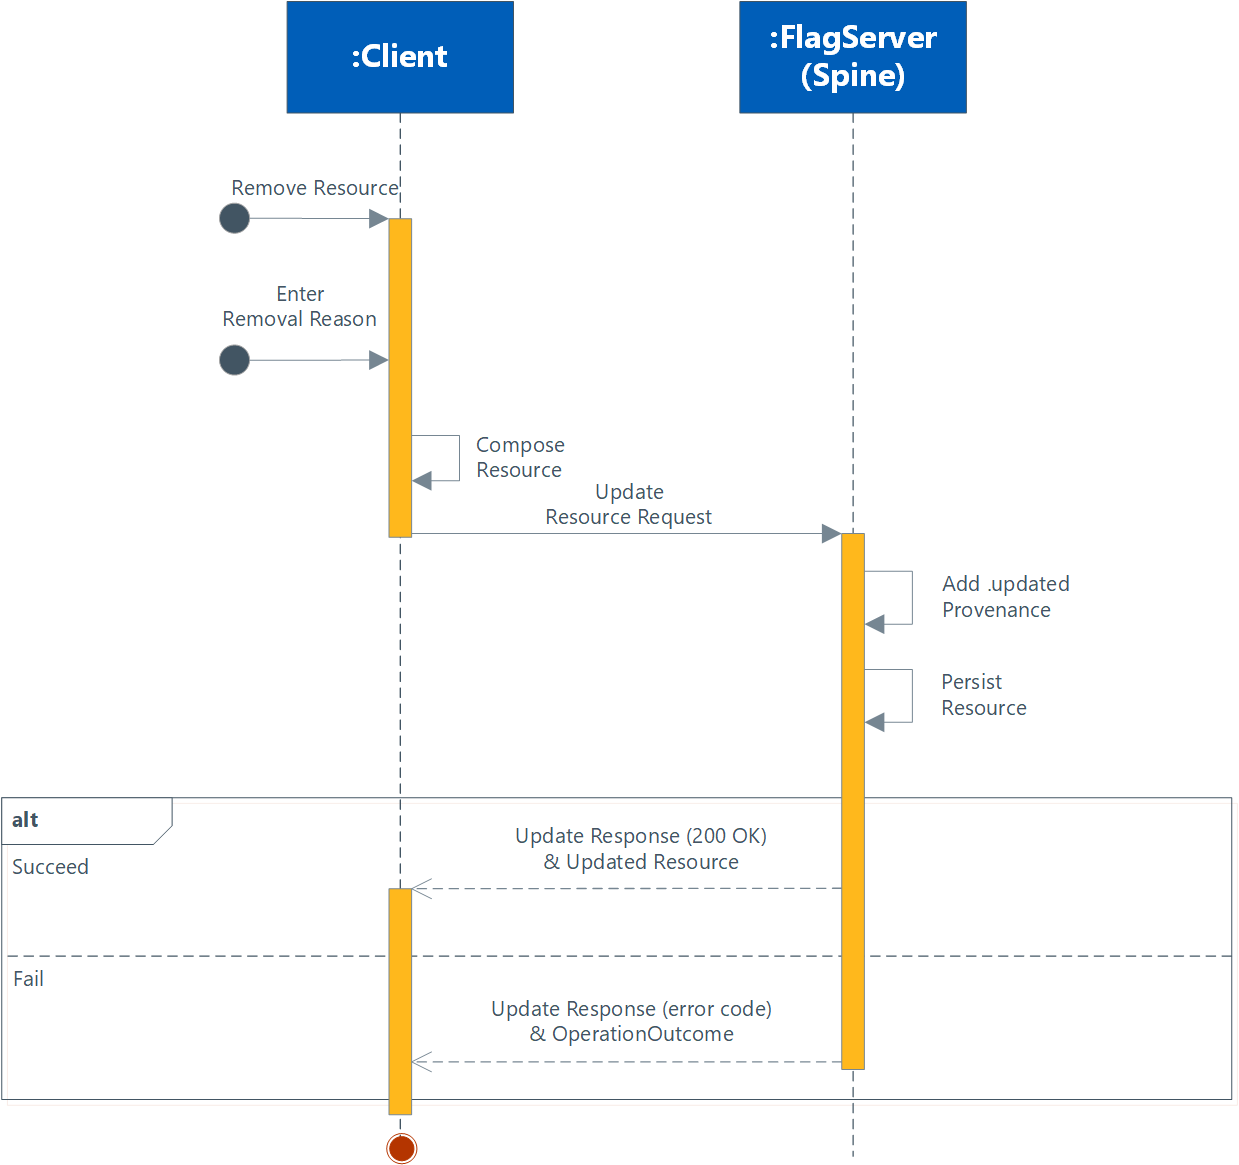 :Client
:FlagServer
(Spine)
Remove Resource
Enter
Removal Reason
Compose
Resource
Update
Resource Request
Add .updated
Provenance
Persist
Resource
alt
Update Response (200 OK)
& Updated Resource
Succeed
Fail
Update Response (error code)
& OperationOutcome